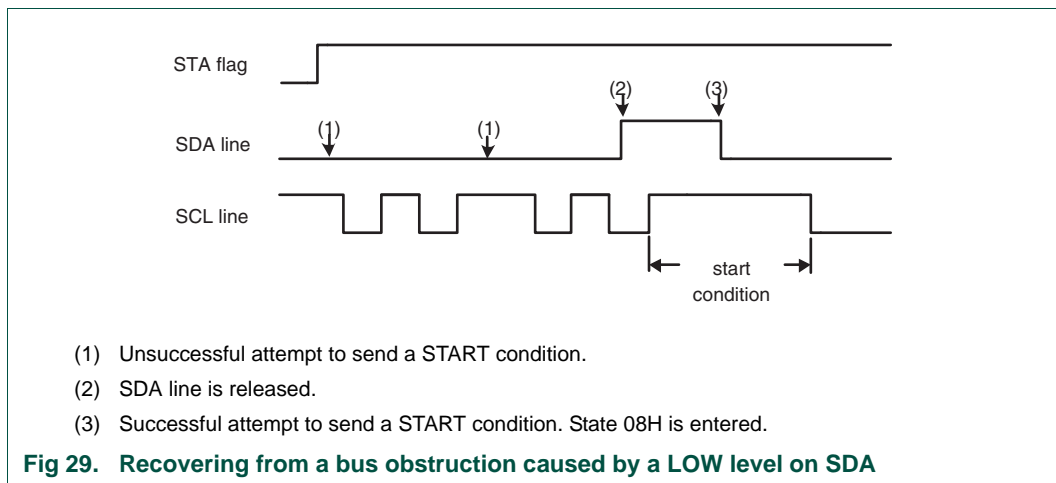 STA flag
(2) (3)
(1) (1)
SDA line
SCL line
start
condition
(1) Unsuccessful attempt to send a START condition.
(2) SDA line is released.
(3) Successful attempt to send a START condition. State 08H is entered.
Fig 29. Recovering from a bus obstruction caused by a LOW level on SDA